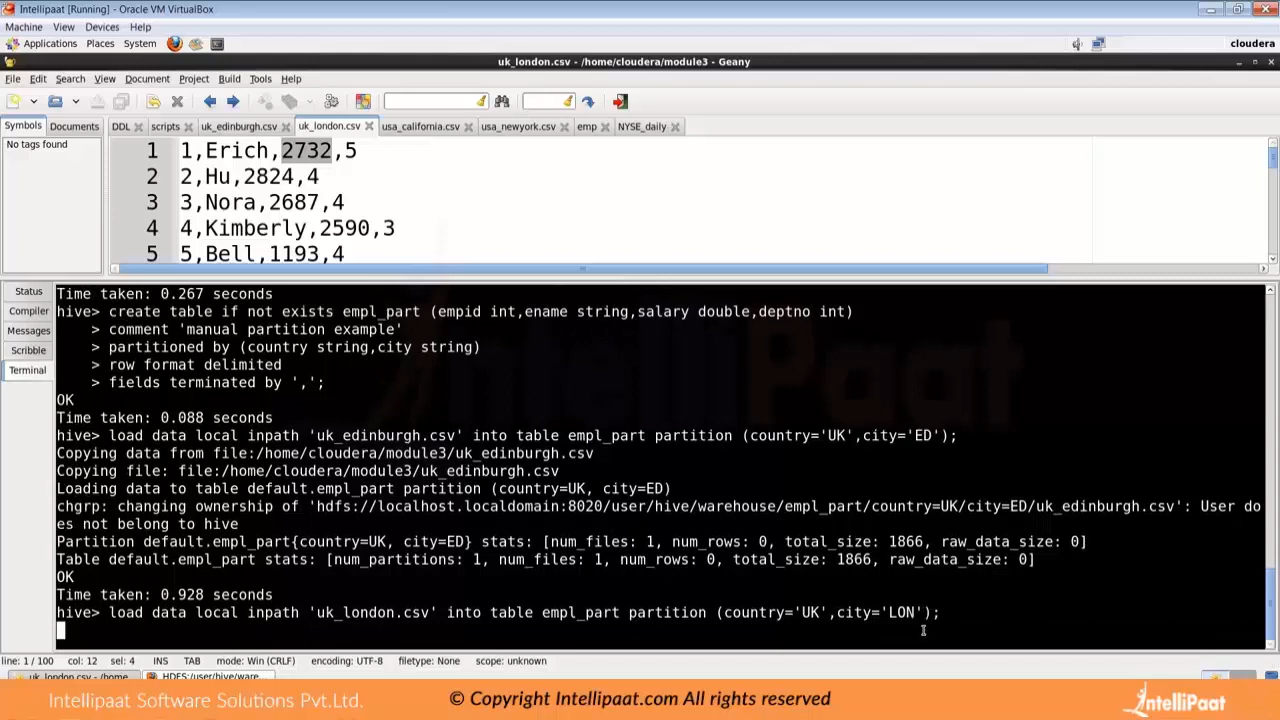 Intellipaat [Running] - Oracle VM VirtualBox
Machine View Devices Help
Applications Places System
cloudera
uk_london.csv - /home/cloudera/module3 - Geany
File Edit Search View Document Project Build Tools Help
Symbols Documents
DDL scripts uk_edinburgh.csv uk_london.csv usa_california.csv usa_newyork.csv emp NYSE_daily
No tags found
1 1,Erich,2732,5
2 2,Hu,2824,4
3 3,Nora,2687,4
4 4,Kimberly,2590,3
5 5,Bell,1193,4
Status
Compiler
Messages
Scribble
Terminal
Time taken: 0.267 seconds
hive> create table if not exists empl_part (empid int,ename string,salary double,deptno int)
> comment 'manual partition example'
> partitioned by (country string,city string)
> row format delimited
> fields terminated by ',';
OK
Time taken: 0.088 seconds
hive> load data local inpath 'uk_edinburgh.csv' into table empl_part partition (country='UK',city='ED');
Copying data from file:/home/cloudera/module3/uk_edinburgh.csv
Copying file: file:/home/cloudera/module3/uk_edinburgh.csv
Loading data to table default.empl_part partition (country=UK, city=ED)
chgrp: changing ownership of 'hdfs://localhost.localdomain:8020/user/hive/warehouse/empl_part/country=UK/city=ED/uk_edinburgh.csv': User do
es not belong to hive
Partition default.empl_part{country=UK, city=ED} stats: [num_files: 1, num_rows: 0, total_size: 1866, raw_data_size: 0]
Table default.empl_part stats: [num_partitions: 1, num_files: 1, num_rows: 0, total_size: 1866, raw_data_size: 0]
OK
Time taken: 0.928 seconds
hive> load data local inpath 'uk_london.csv' into table empl_part partition (country='UK',city='LON');
IntelliPaat
line: 1 / 100 col: 12 sel: 4 INS TAB mode: Win (CRLF) encoding: UTF-8 filetype: None scope: unknown
uk_london.csv - /home... HDFS:/user/hive/ware...
Intellipaat Software Solutions Pvt.Ltd.
© Copyright Intellipaat.com All rights reserved
IntelliPaat